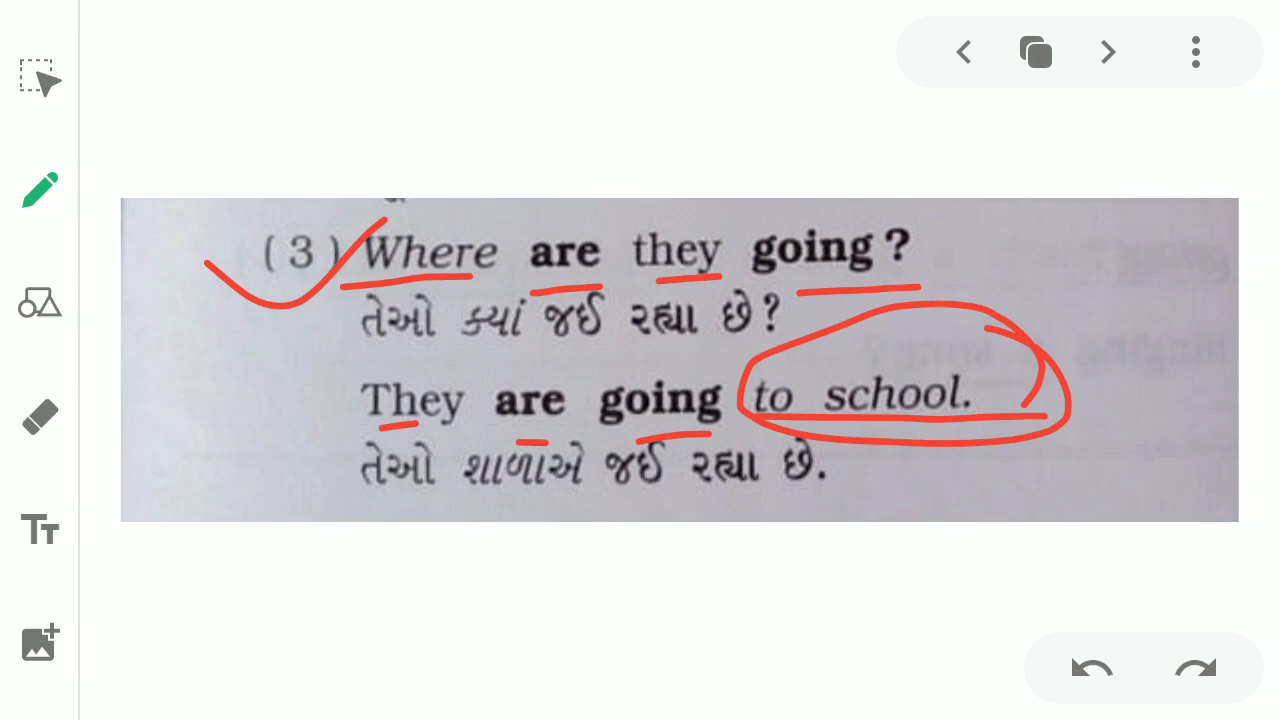 ( 3 ) Where are they going ?
તેઓ ક્યાં જઈ રહ્યા છે ?
They are going to school.
તેઓ શાળાએ જઈ રહ્યા છે.